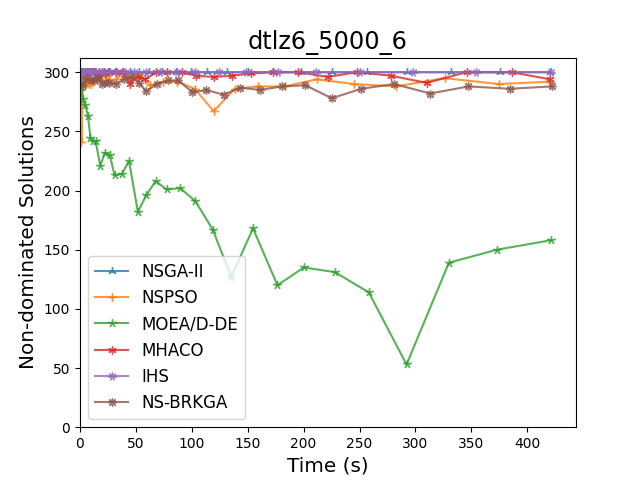 dtlz6_5000_6
Non-dominated Solutions
300
250
200
150
100
50
0
NSGA-II
NSPSO
MOEA/D-DE
MHACO
IHS
NS-BRKGA
0 50 100 150 200 250 300 350 400
Time (s)